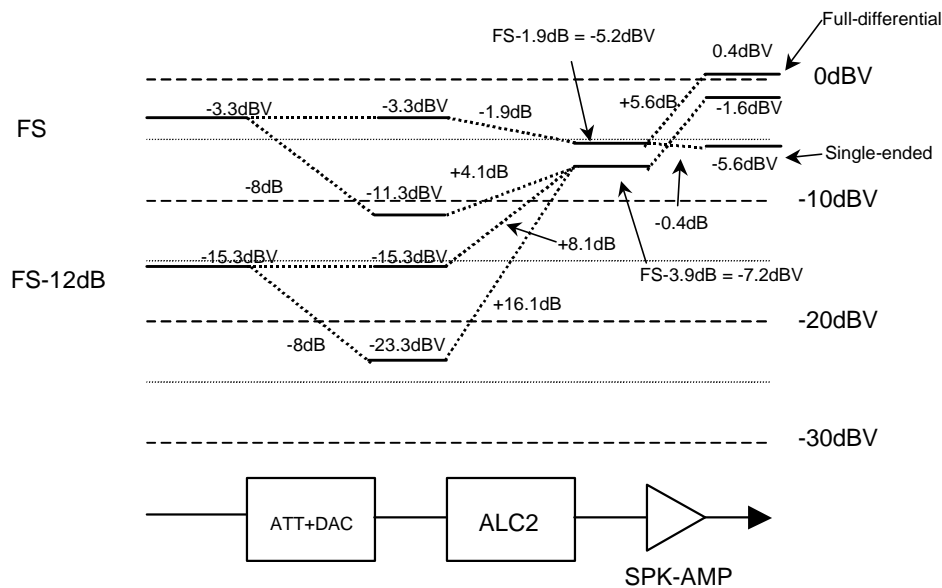 Full-differential
FS-1.9dB = -5.2dBV
0.4dBV
0dBV
-3.3dBV
-3.3dBV
-1.9dB
+5.6dB
-1.6dBV
FS
Single-ended
-5.6dBV
-8dB
-11.3dBV
+4.1dB
-10dBV
-0.4dB
+8.1dB
-15.3dBV
-15.3dBV
FS-12dB
FS-3.9dB = -7.2dBV
+16.1dB
-20dBV
-8dB
-23.3dBV
-30dBV
ATT+DAC
ALC2
SPK-AMP